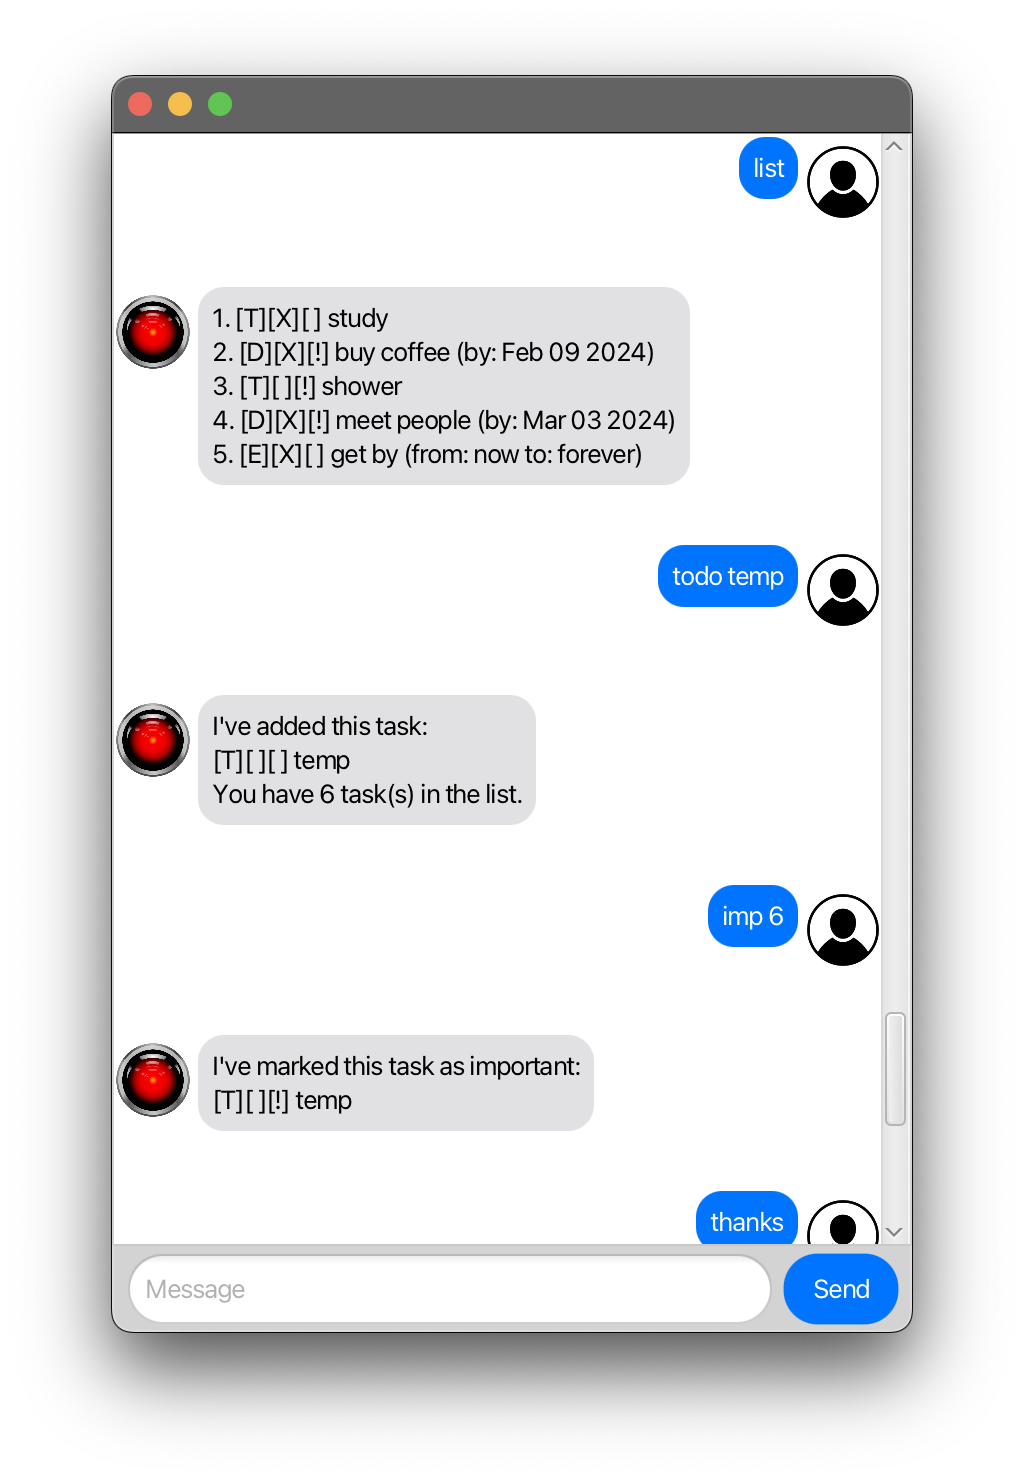 list
1. [T][X][ ] study
2. [D][X][!] buy coffee (by: Feb 09 2024)
3. [T][ ][!] shower
4. [D][X][!] meet people (by: Mar 03 2024)
5. [E][X][ ] get by (from: now to: forever)
todo temp
I've added this task:
[T][ ][ ] temp
You have 6 task(s) in the list.
imp 6
I've marked this task as important:
[T][ ][!] temp
thanks
Message
Send